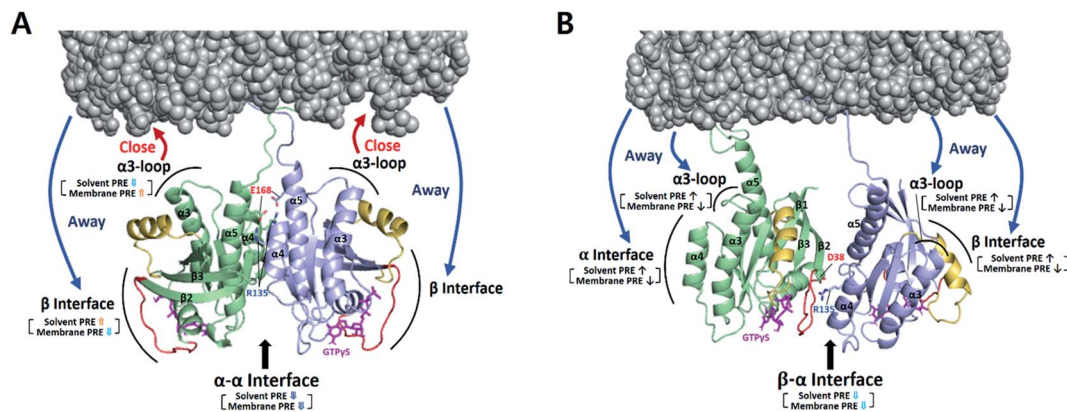 A
Close
α3-loop
Solvent PRE ⇩
Membrane PRE ⇧
Away
β Interface
Solvent PRE ⇧
Membrane PRE ⇩
α3
α5
α4
β3
β2
E168
R135
α5
α4
α3
Close
α3-loop
Away
β Interface
GTPγS
α-α Interface
Solvent PRE ⇩
Membrane PRE ⇩
B
Away
α3-loop
Solvent PRE ↑
Membrane PRE ↓
α Interface
Solvent PRE ↑
Membrane PRE ↓
α5
α3
α4
β1
β3
β2
D38
R135
GTPγS
α5
α4
α3
Away
α3-loop
Solvent PRE ↑
Membrane PRE ↓
β Interface
Solvent PRE ↑
Membrane PRE ↓
β-α Interface
Solvent PRE ⇩
Membrane PRE ⇩